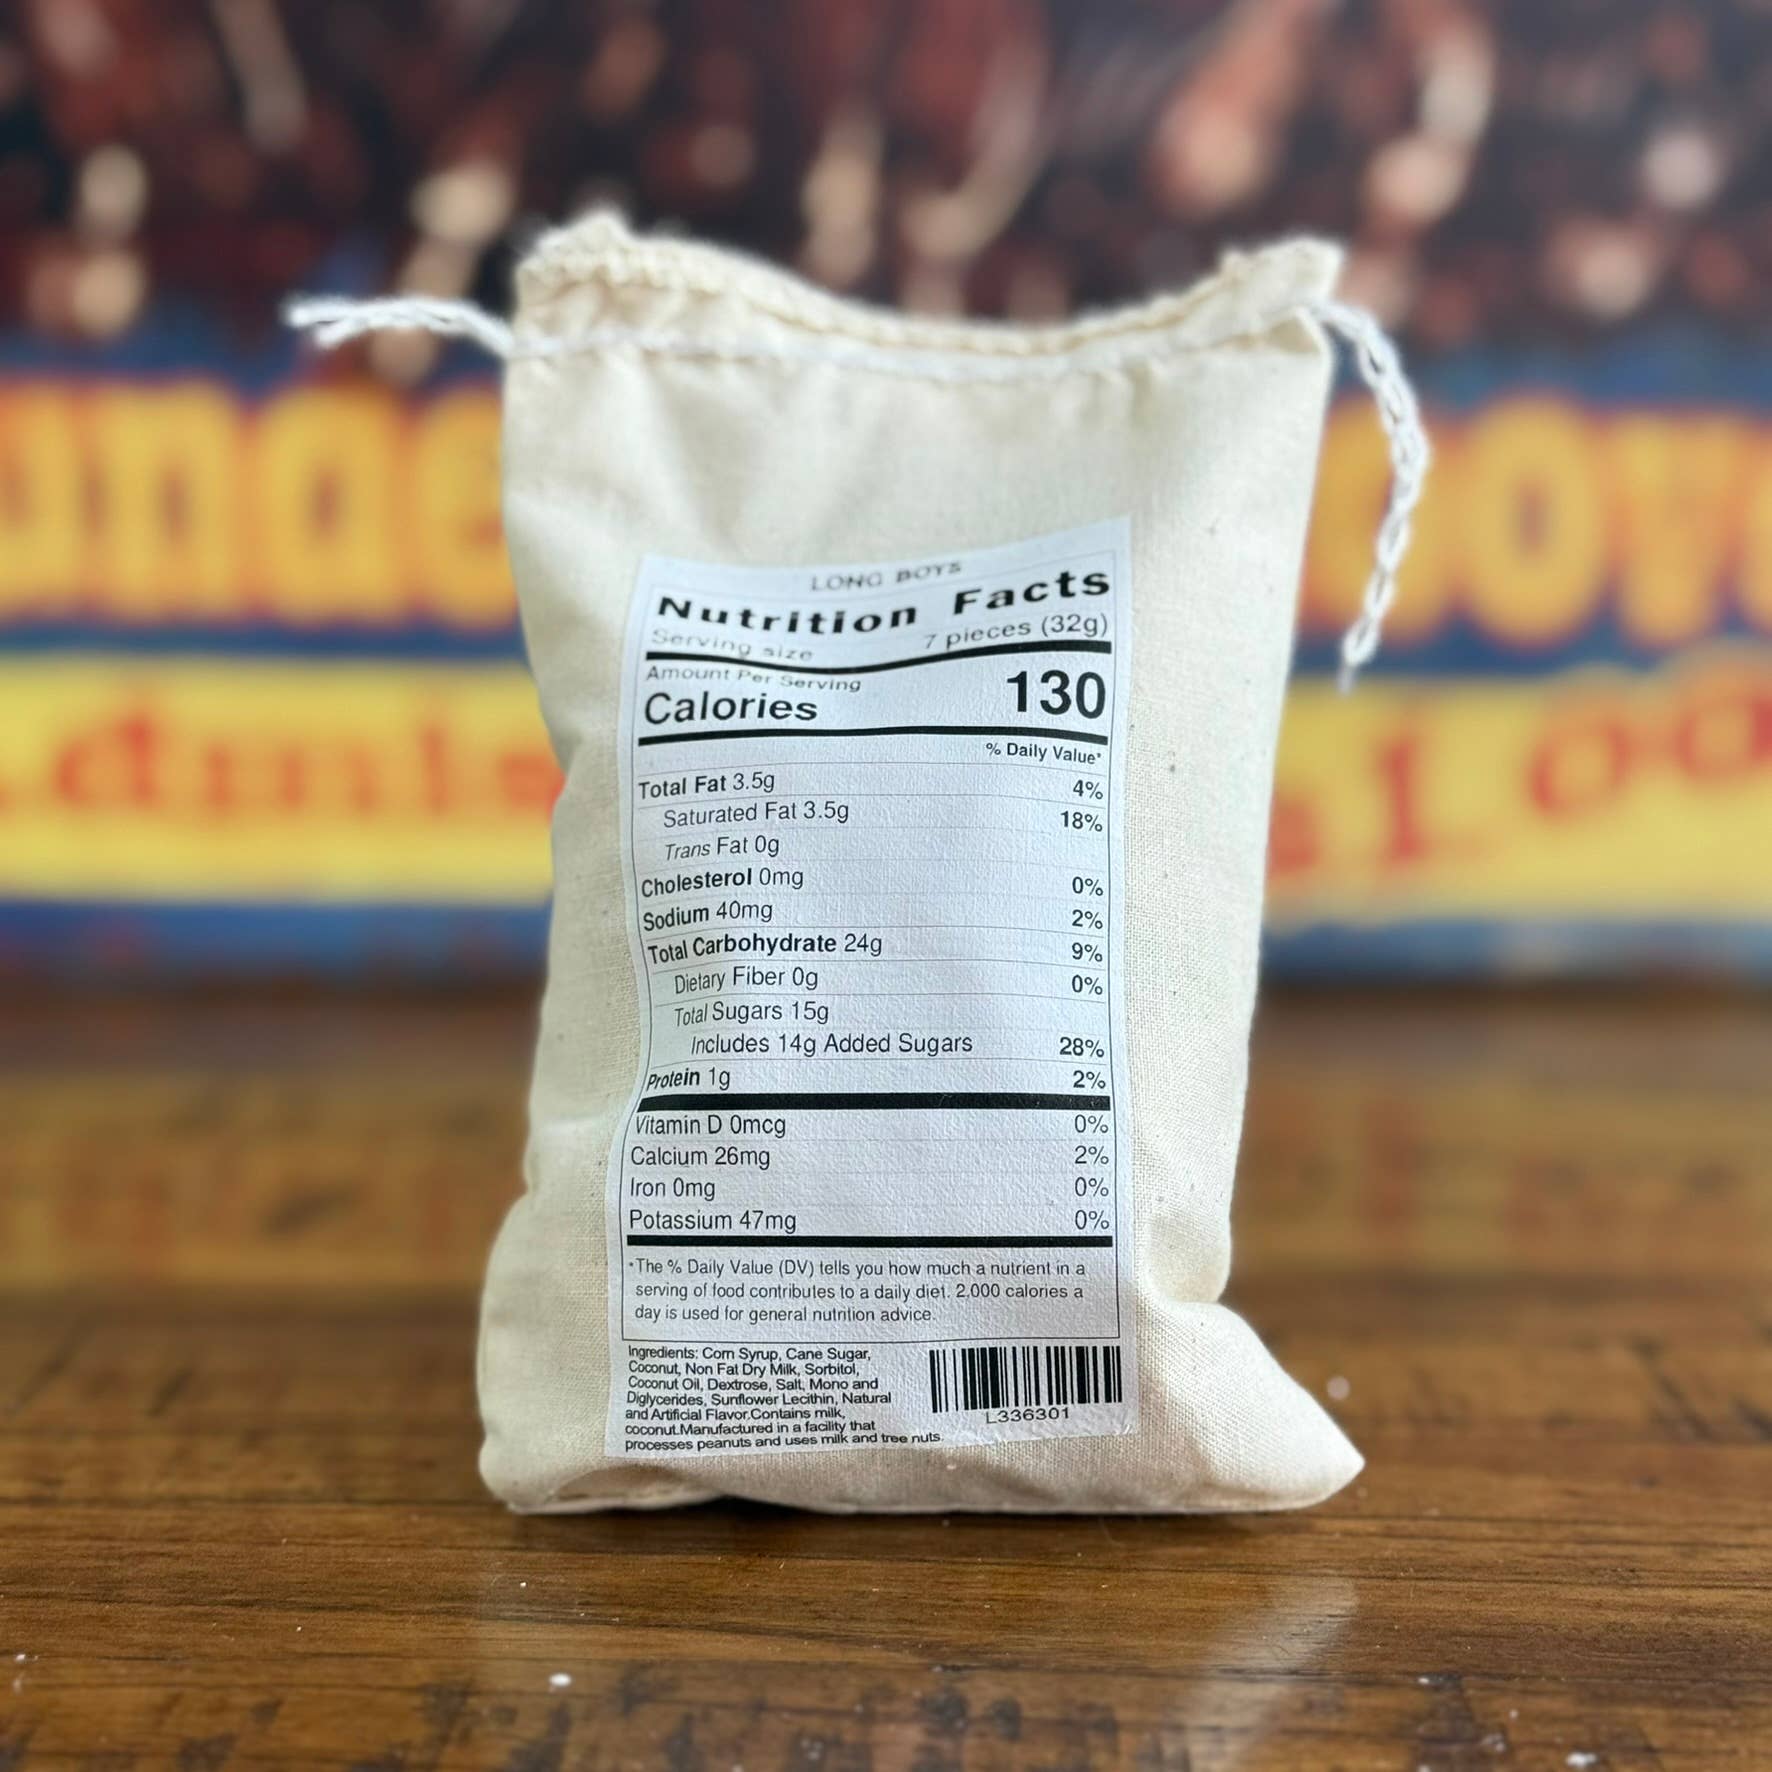 LONG BOYS
Nutrition Facts
Serving size 7 pieces (32g)
Amount Per Serving
Calories 130
% Daily Value*
Total Fat 3.5g 4%
Saturated Fat 3.5g 18%
Trans Fat 0g
Cholesterol 0mg 0%
Sodium 40mg 2%
Total Carbohydrate 24g 9%
Dietary Fiber 0g 0%
Total Sugars 15g
Includes 14g Added Sugars 28%
Protein 1g 2%
Vitamin D 0mcg 0%
Calcium 26mg 2%
Iron 0mg 0%
Potassium 47mg 0%
*The % Daily Value (DV) tells you how much a nutrient in a
serving of food contributes to a daily diet. 2,000 calories a
day is used for general nutrition advice.
Ingredients: Corn Syrup, Cane Sugar,
Coconut, Non Fat Dry Milk, Sorbitol,
Coconut Oil, Dextrose, Salt, Mono and
Diglycerides, Sunflower Lecithin, Natural
and Artificial Flavor.Contains milk,
coconut.Manufactured in a facility that
processes peanuts and uses milk and tree nuts.
L336301